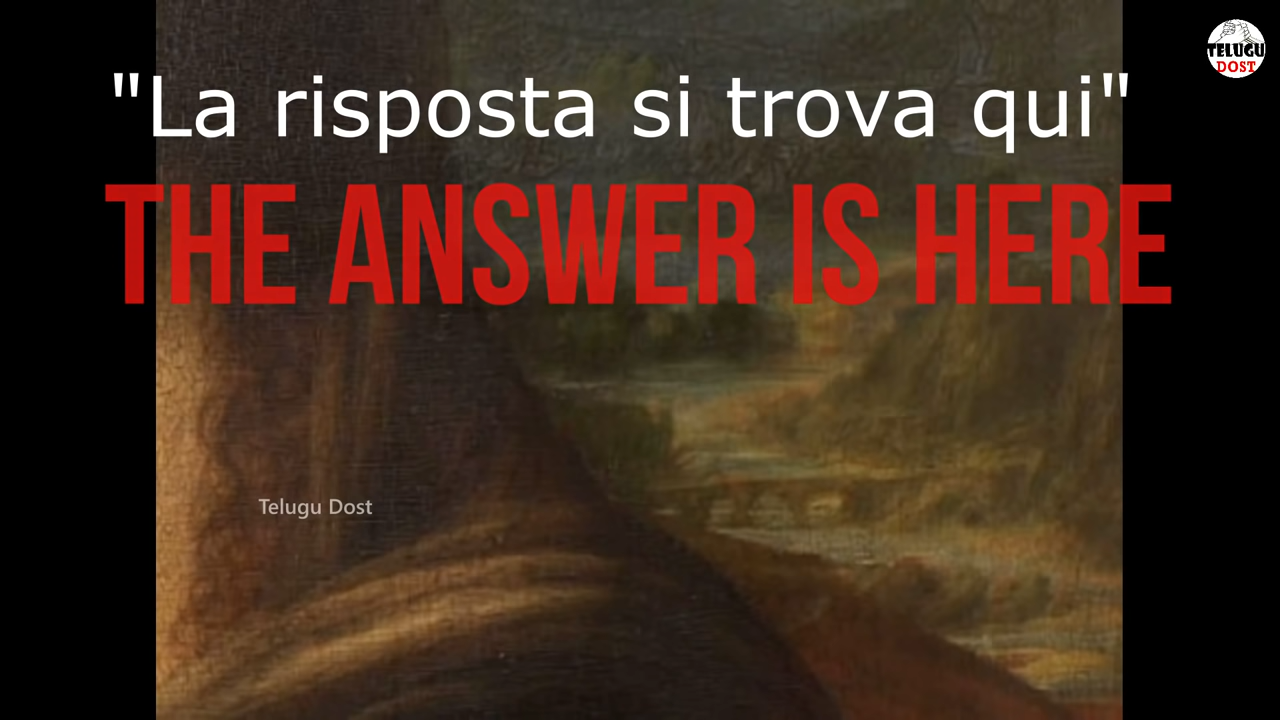 TELUGU
DOST
"La risposta si trova qui"
THE ANSWER IS HERE
Telugu Dost